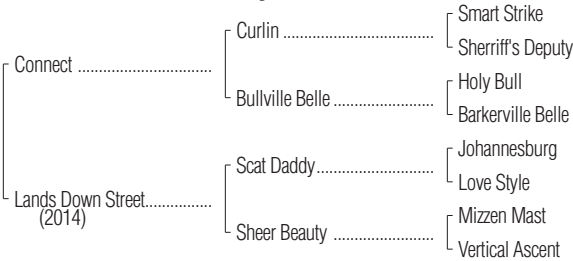 Smart Strike
Curlin ..................................
Sherriff's Deputy
Connect ..............................
Holy Bull
Bullville Belle .......................
Barkerville Belle
Johannesburg
Scat Daddy...........................
Love Style
Lands Down Street...............
(2014)
Mizzen Mast
Sheer Beauty .......................
Vertical Ascent